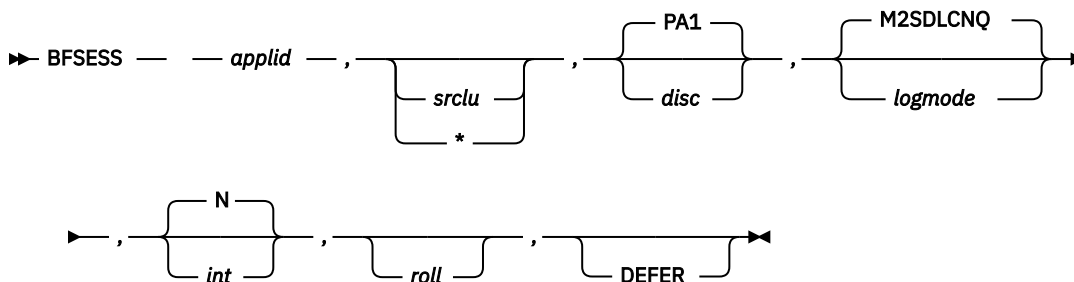 PA1 M2SDLCNQ
BFSESS applid , , , ,
srclu disc logmode
*
N
, , ,
int roll DEFER